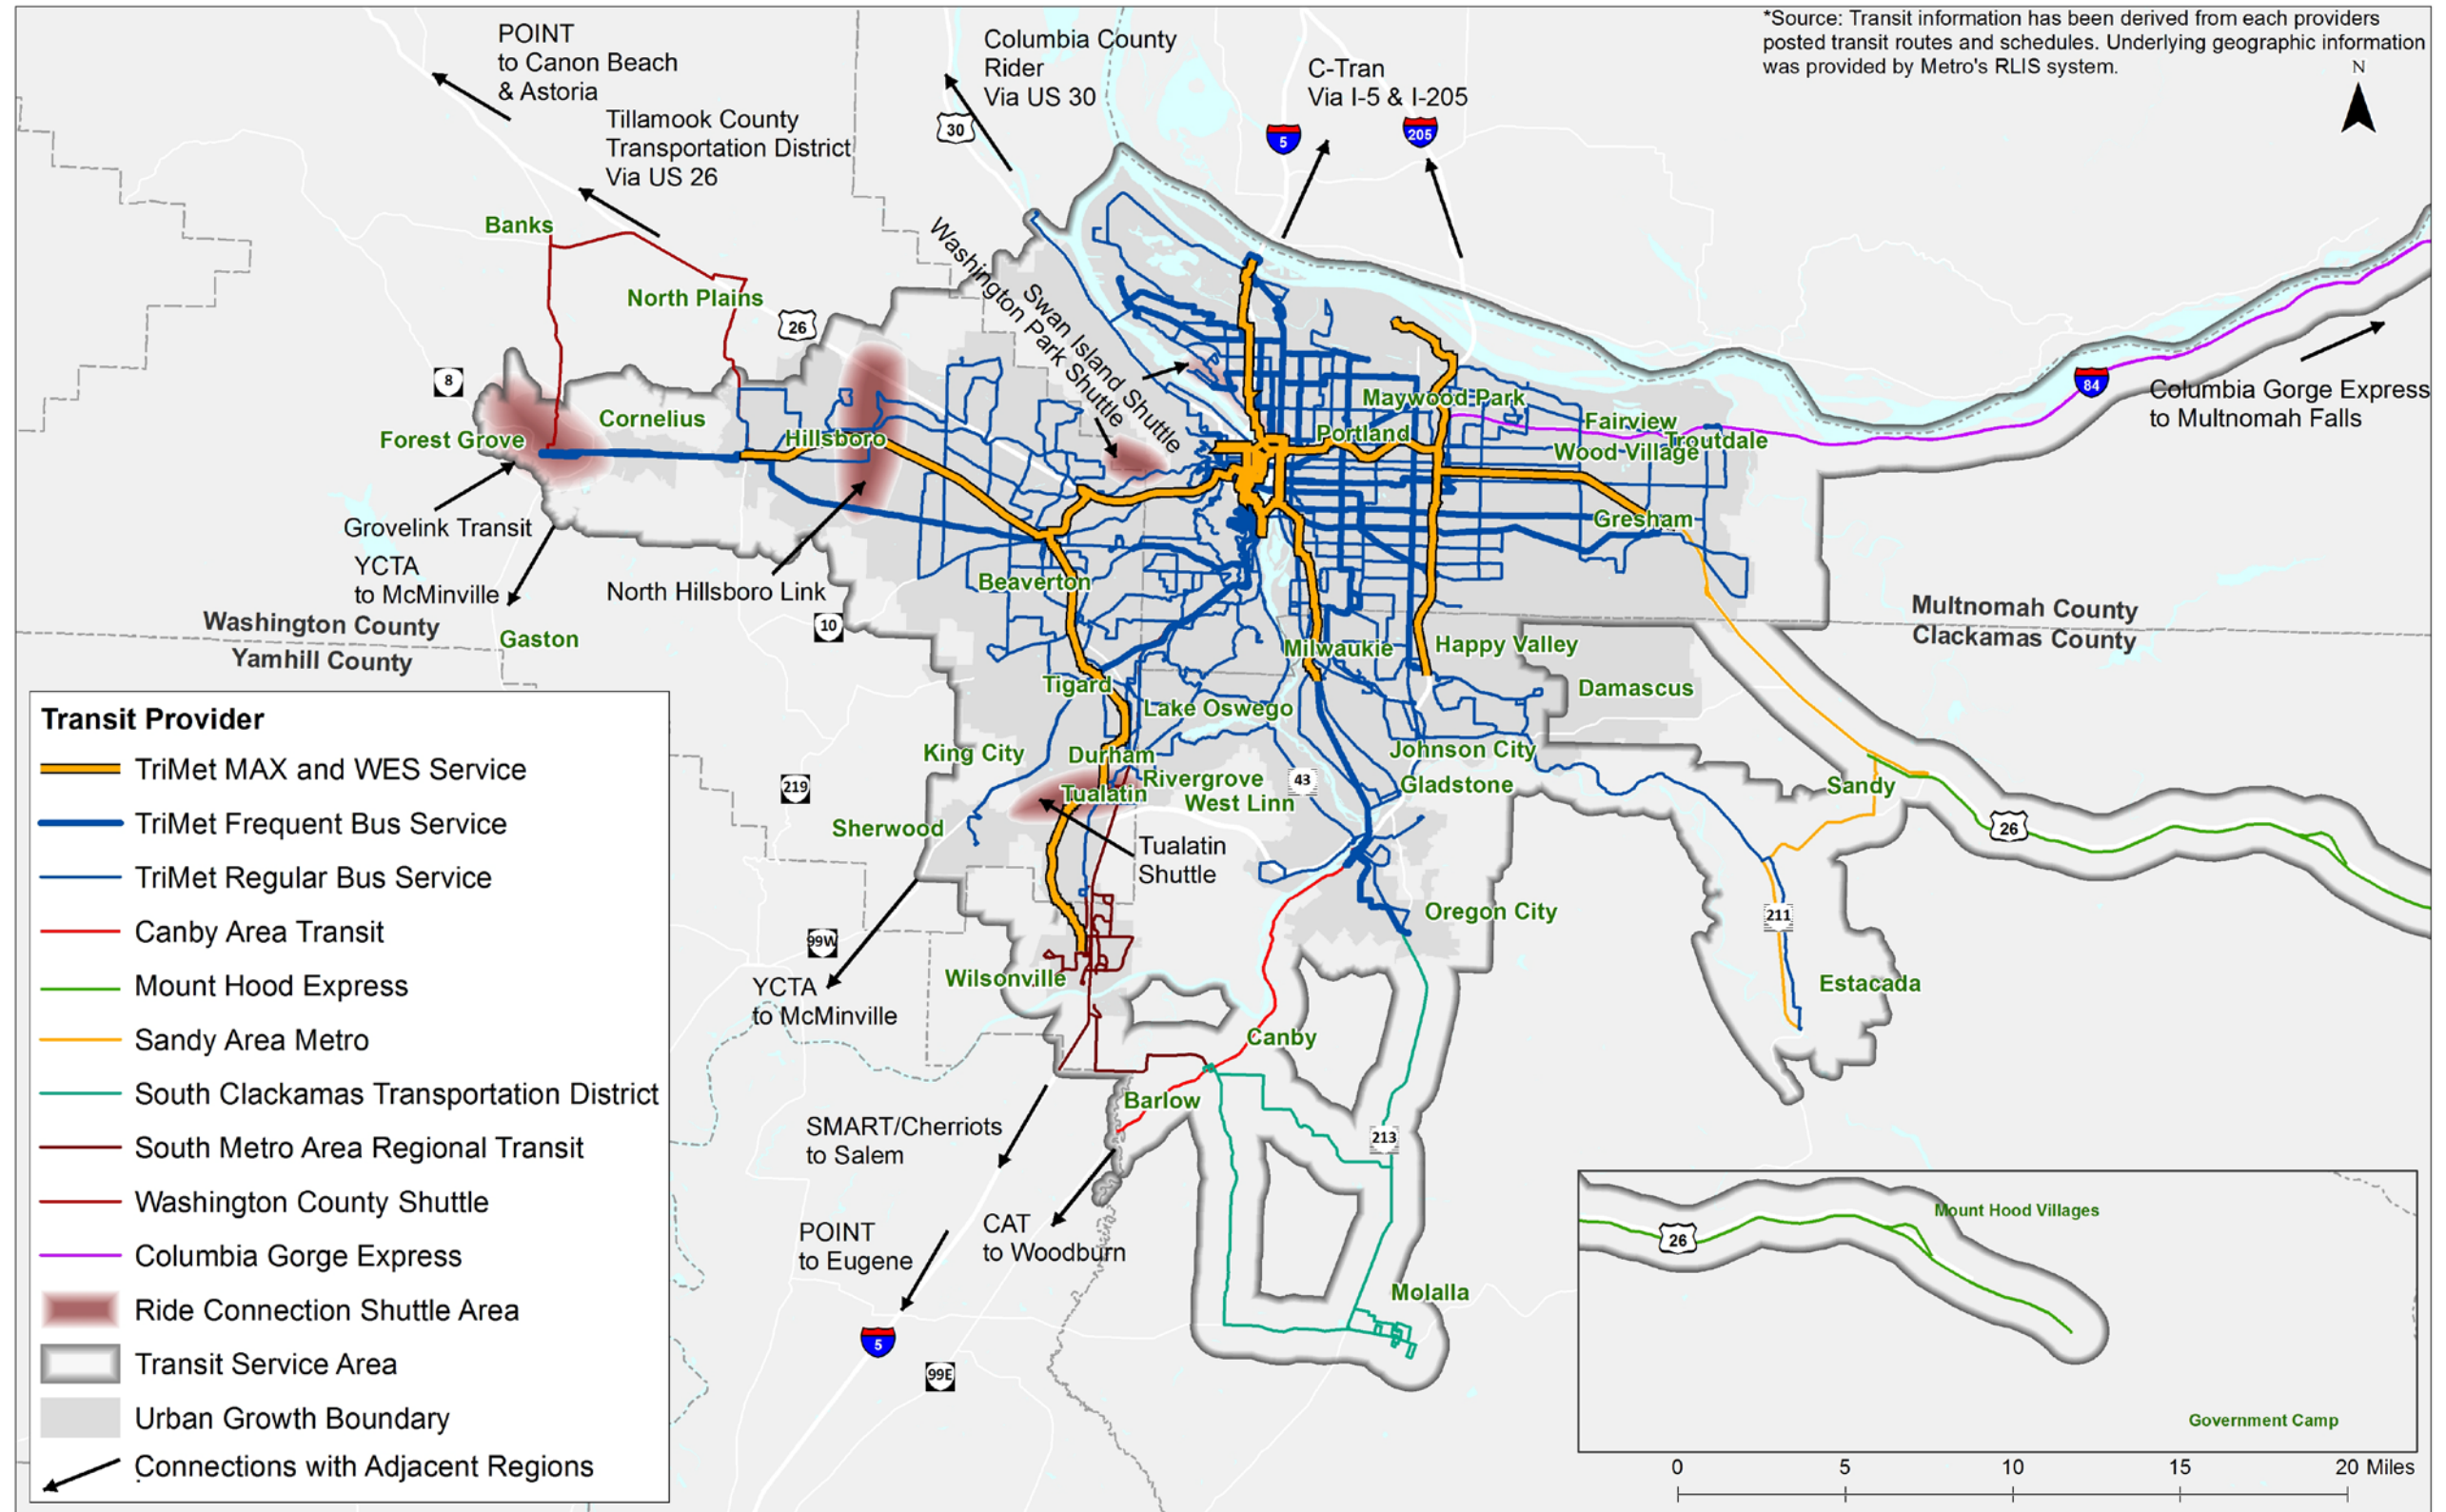 *Source: Transit information has been derived from each providers
posted transit routes and schedules. Underlying geographic information
was provided by Metro's RLIS system.
N
POINT
to Canon Beach
& Astoria
Tillamook County
Transportation District
Via US 26
Columbia County
Rider
Via US 30
30
C-Tran
Via I-5 & I-205
5
205
Banks
North Plains
26
Washington Park Shuttle
Swan Island Shuttle
8
Cornelius
Forest Grove
Hillsboro
Maywood Park
Portland
Fairview
Troutdale
Wood Village
84
Columbia Gorge Express
to Multnomah Falls
Grovelink Transit
YCTA
to McMinville
North Hillsboro Link
Gresham
Beaverton
10
Washington County
Yamhill County
Gaston
Multnomah County
Clackamas County
Milwaukie
Happy Valley
Tigard
Damascus
Lake Oswego
King City
Durham
Johnson City
Rivergrove
43
Gladstone
Tualatin
West Linn
Sandy
219
Sherwood
26
Tualatin
Shuttle
Oregon City
211
99W
Wilsonville
Estacada
YCTA
to McMinville
Canby
Barlow
SMART/Cherriots
to Salem
213
POINT
to Eugene
CAT
to Woodburn
Molalla
5
99E
Transit Provider
TriMet MAX and WES Service
TriMet Frequent Bus Service
TriMet Regular Bus Service
Canby Area Transit
Mount Hood Express
Sandy Area Metro
South Clackamas Transportation District
South Metro Area Regional Transit
Washington County Shuttle
Columbia Gorge Express
Ride Connection Shuttle Area
Transit Service Area
Urban Growth Boundary
Connections with Adjacent Regions
Mount Hood Villages
26
Government Camp
0 5 10 15 20 Miles